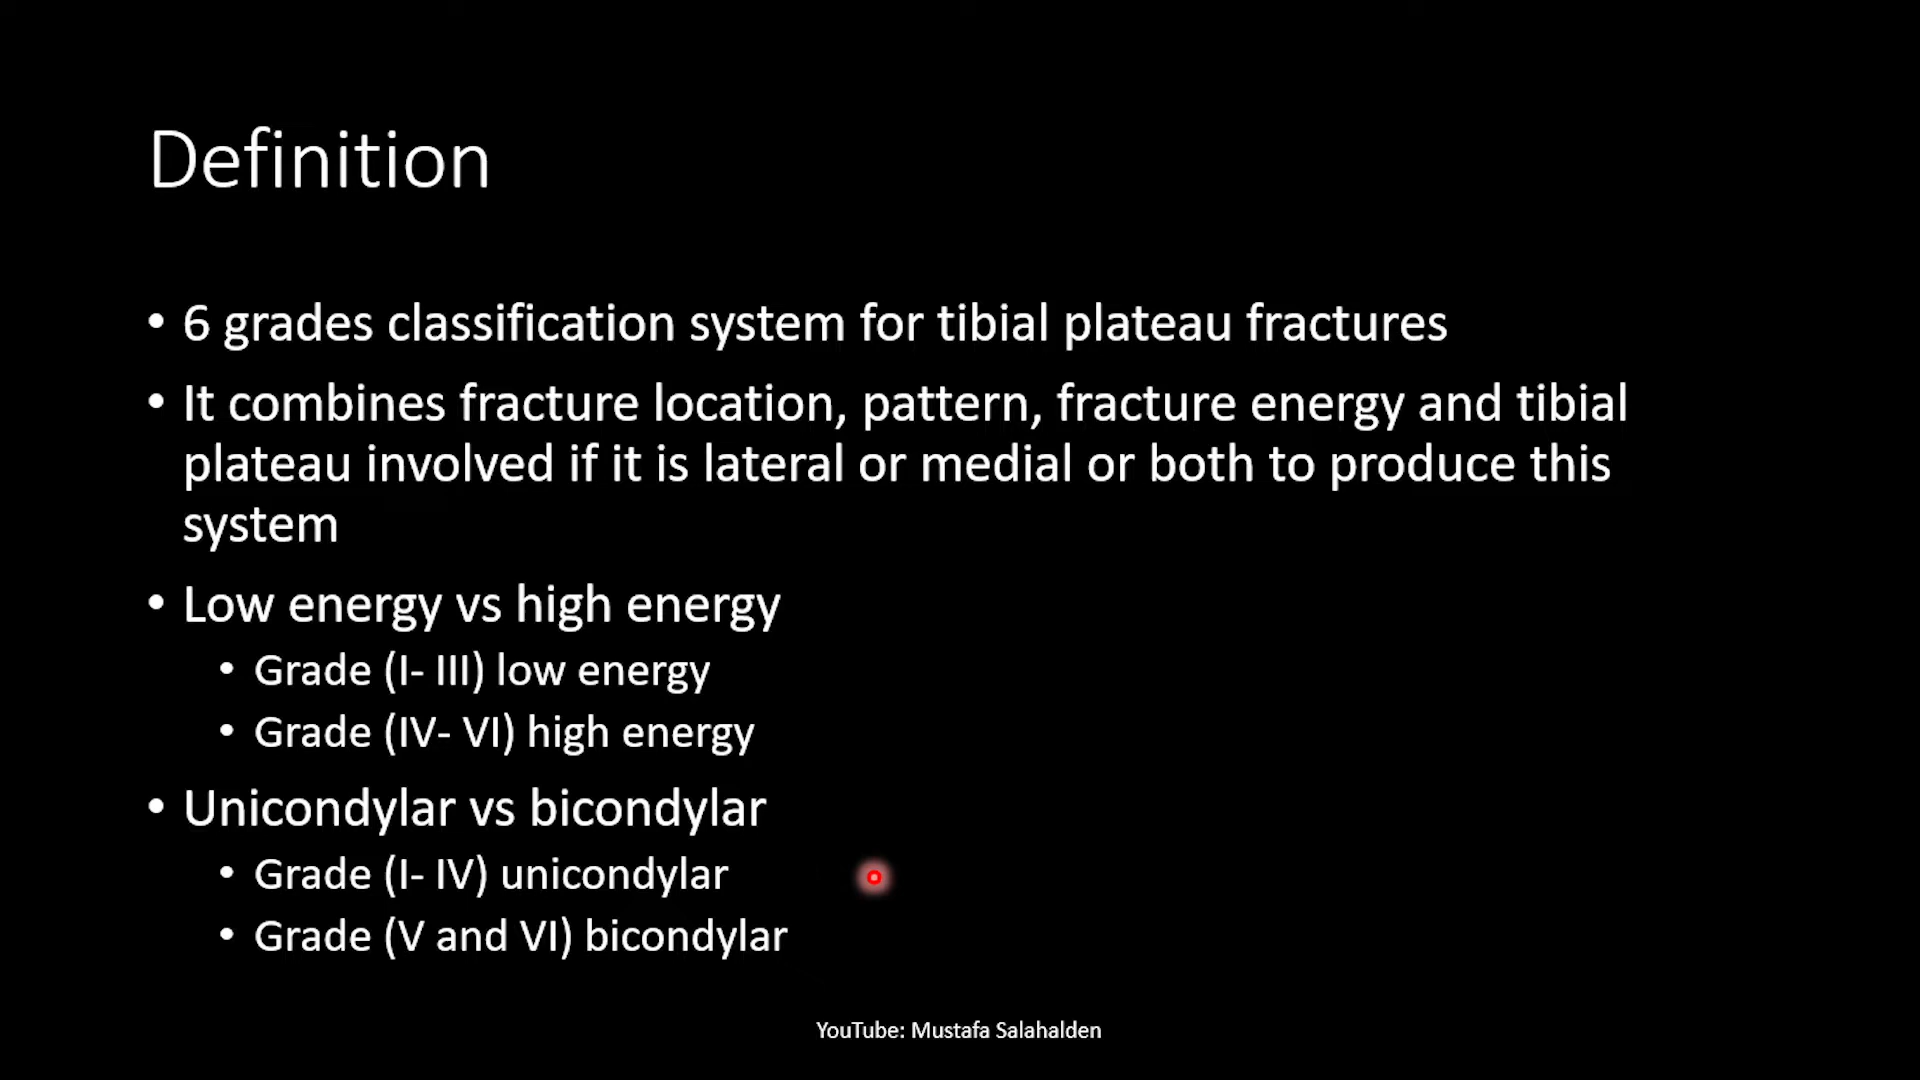 Definition
• 6 grades classification system for tibial plateau fractures
• It combines fracture location, pattern, fracture energy and tibial
plateau involved if it is lateral or medial or both to produce this
system
• Low energy vs high energy
• Grade (I- III) low energy
• Grade (IV- VI) high energy
• Unicondylar vs bicondylar
• Grade (I- IV) unicondylar
• Grade (V and VI) bicondylar
YouTube: Mustafa Salahalden